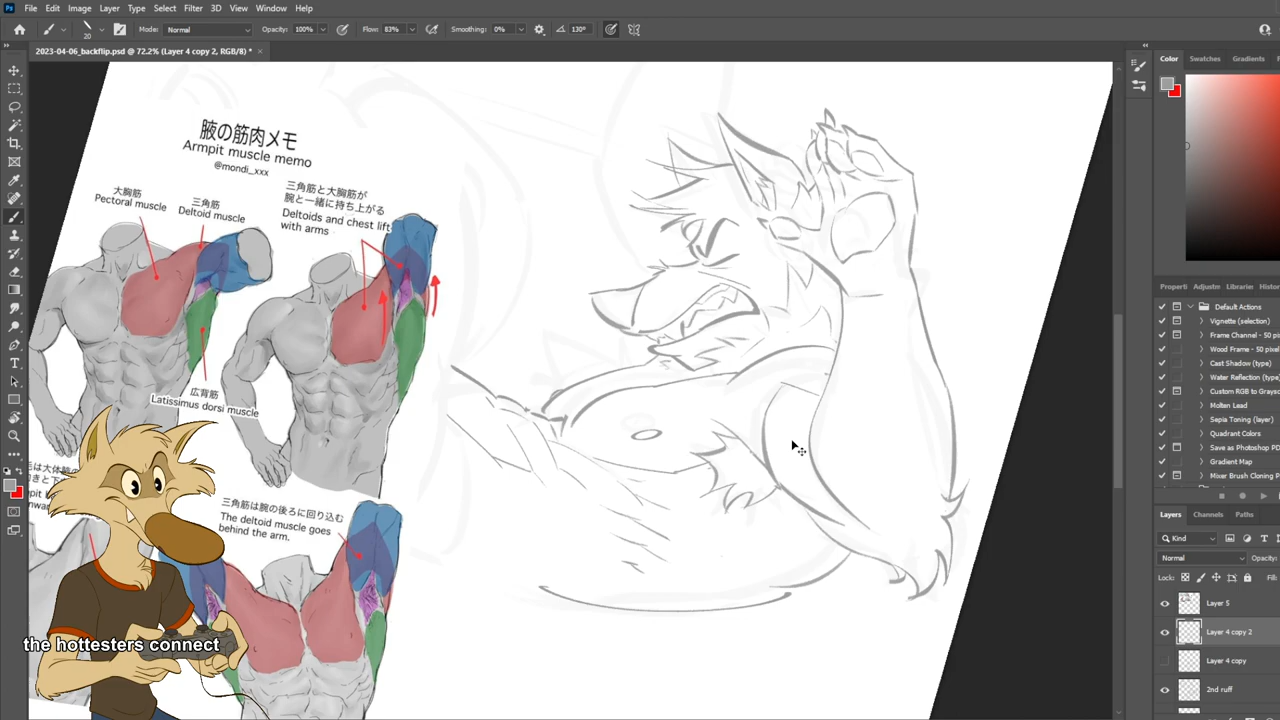 Ps File Edit Image Layer Type Select Filter 3D View Window Help
20 Mode: Normal Opacity: 100% Flow: 83% Smoothing: 0% 130°
2023-04-06_backflip.psd @ 72.2% (Layer 4 copy 2, RGB/8) * ×
Color Swatches Gradients
腋の筋肉メモ
Armpit muscle memo
@mondi_xxx
大胸筋
Pectoral muscle
三角筋
Deltoid muscle
三角筋と大胸筋が
腕と一緒に持ち上がる
Deltoids and chest lift
with arms
広背筋
Latissimus dorsi muscle
三角筋は腕の後ろに回り込む
The deltoid muscle goes
behind the arm.
the hottesters connect
Properti Adjustm Librarie Histor
Default Actions
Vignette (selection)
Frame Channel - 50 pi
Wood Frame - 50 pixel
Cast Shadow (type)
Water Reflection (type)
Custom RGB to Graysc
Molten Lead
Sepia Toning (layer)
Quadrant Colors
Save as Photoshop PD
Gradient Map
Mixer Brush Cloning P
Layers Channels Paths
Kind
Normal Opacity:
Lock: Fill:
Layer 5
Layer 4 copy 2
Layer 4 copy
2nd ruff